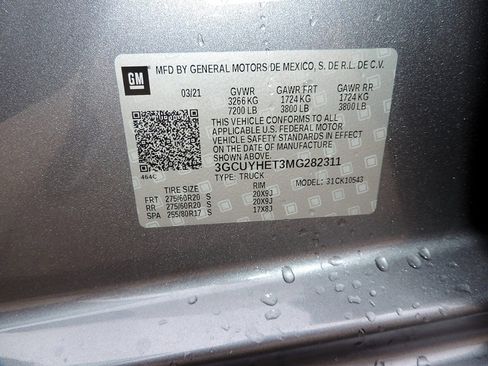 GM
MFD BY GENERAL MOTORS DE MEXICO, S. DE R.L. DE C.V.
03/21 GVWR GAWR FRT GAWR RR
3266 KG 1724 KG 1724 KG
7200 LB 3800 LB 3800 LB
THIS VEHICLE CONFORMS TO ALL
APPLICABLE U.S. FEDERAL MOTOR
VEHICLE SAFETY STANDARDS IN EFFECT
ON THE DATE OF MANUFACTURE SHOWN ABOVE.
3GCUYHET3MG282311
464C TYPE: TRUCK MODEL: 31CK10543
TIRE SIZE RIM
FRT 275/60R20 S 20X9J
RR 275/60R20 S 20X9J
SPA 255/80R17 S 17X8J